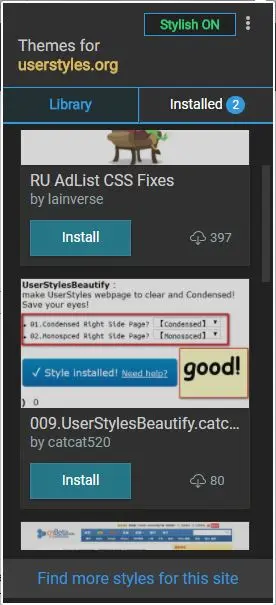 Stylish ON
Themes for
userstyles.org
Library
Installed 2
RU AdList CSS Fixes
by lainverse
Install
397
UserStylesBeautify :
make UserStyles webpage to clear and Condensed!
Save your eyes!
01.Condensed Right Side Page? 【Condensed】
02.Monospced Right Side Page? 【Monosced】
✓ Style installed! Need help?
good!
) 0
009.UserStylesBeautify.catc...
by catcat520
Install
80
cnBeta
Find more styles for this site